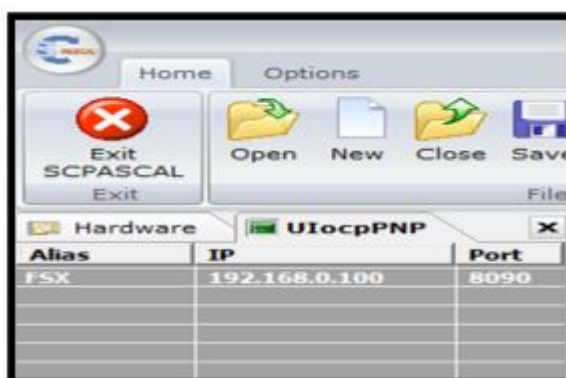 Home Options
Exit SCPASCAL
Open New Close Save
Exit File
Hardware UIocpPNP
Alias IP Port
FSX 192.168.0.100 8090